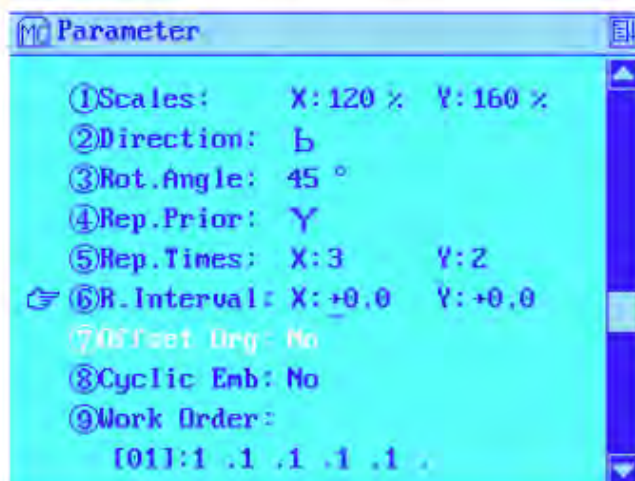 MC Parameter
①Scales: X:120 % Y:160 %
②Direction: Ь
③Rot.Angle: 45 °
④Rep.Prior: Y
⑤Rep.Times: X:3 Y:2
⑥R.Interval: X:+0.0 Y:+0.0
⑦Offset Org: No
⑧Cyclic Emb: No
⑨Work Order:
[01]:1 .1 .1 .1 .1 .